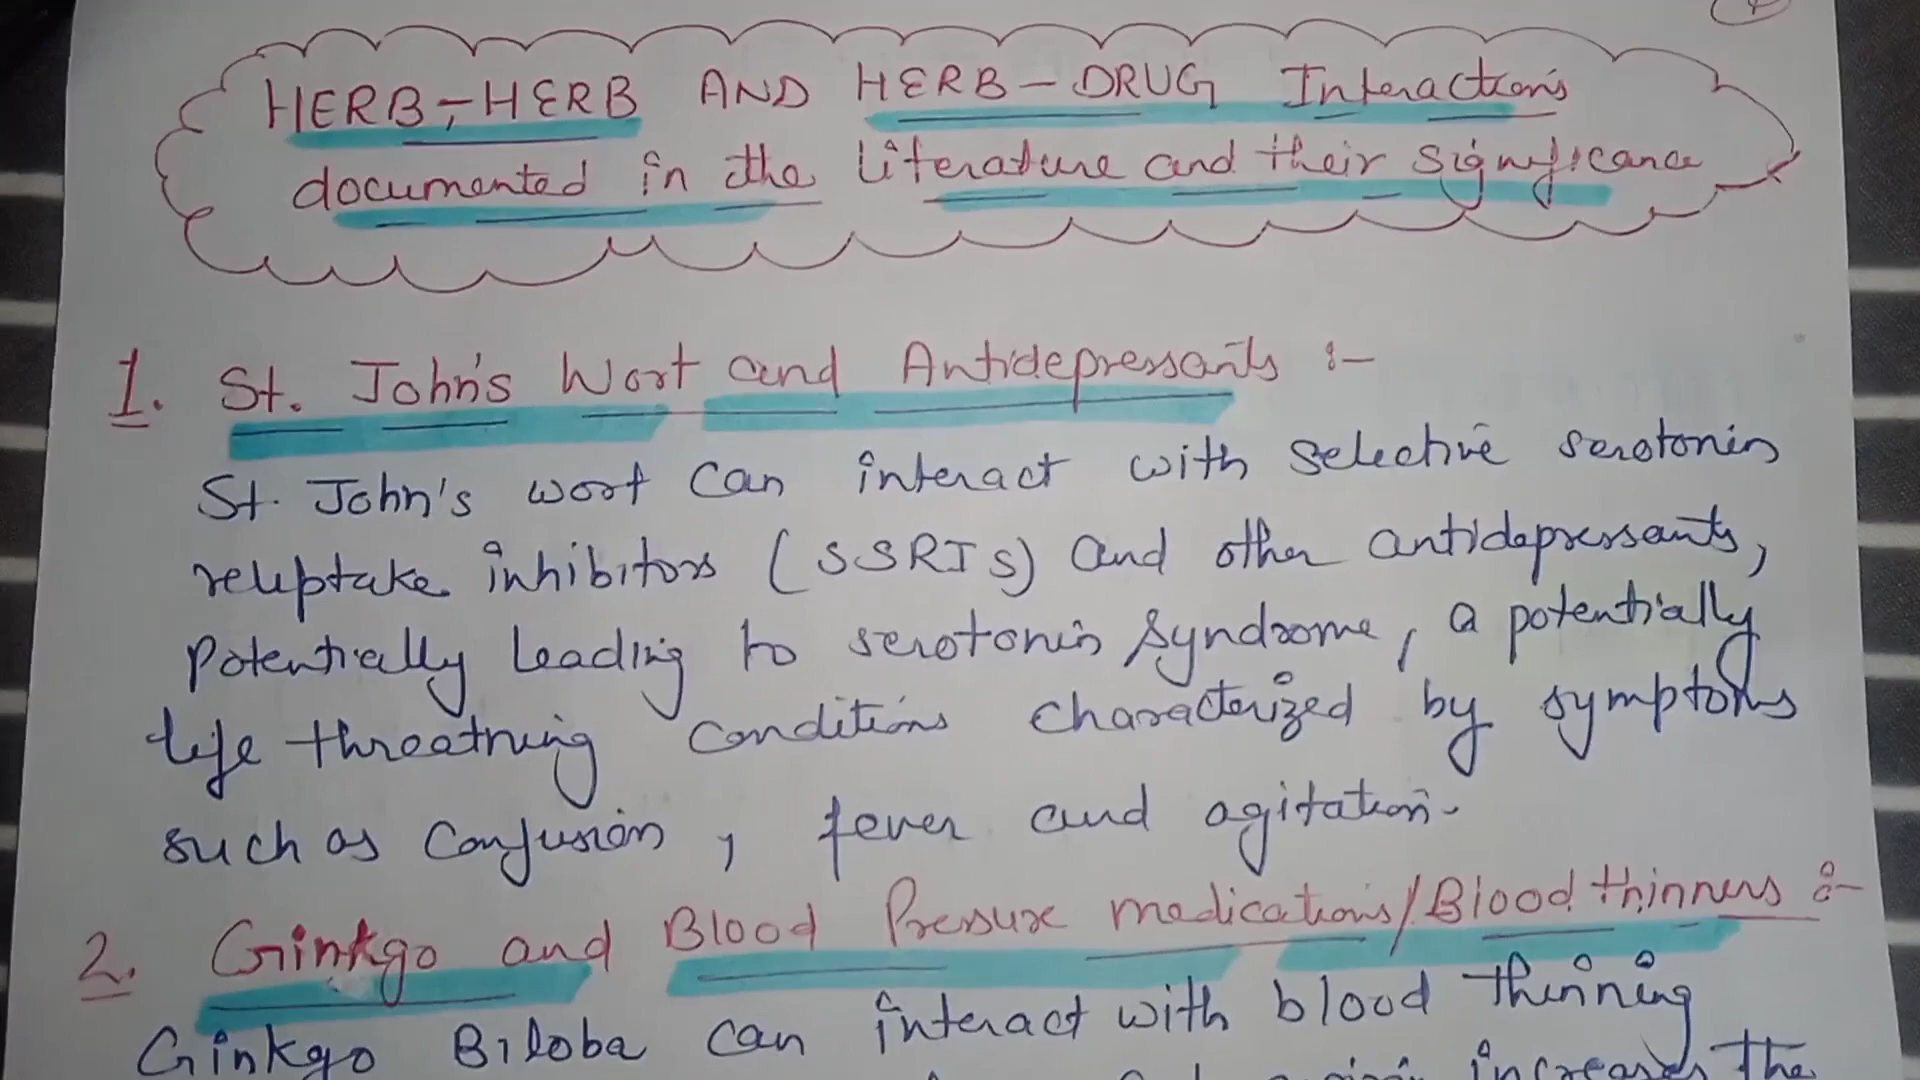 HERB-HERB AND HERB-DRUG Interactions
documented in the literature and their significance
1. St. John's Wort and Antidepressants :-
St. John's wort can interact with selective serotonin
reuptake inhibitors (SSRIs) and other antidepressants,
potentially leading to serotonin syndrome, a potentially
life threatning conditions characterized by symptoms
such as confusion, fever and agitation.
2. Ginkgo and Blood Pressure medications/Blood thinners :-
Ginkgo Biloba can interact with blood thinning
increases the